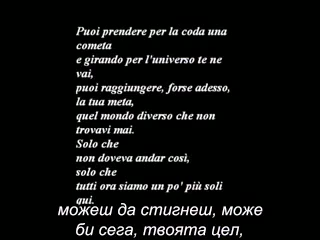 Puoi prendere per la coda una
cometa
e girando per l'universo te ne
vai,
puoi raggiungere, forse adesso,
la tua meta,
quel mondo diverso che non
trovavi mai.
Solo che
non doveva andar così,
solo che
tutti ora siamo un po' più soli
qui.
можеш да стигнеш, може
би сега, твоята цел,